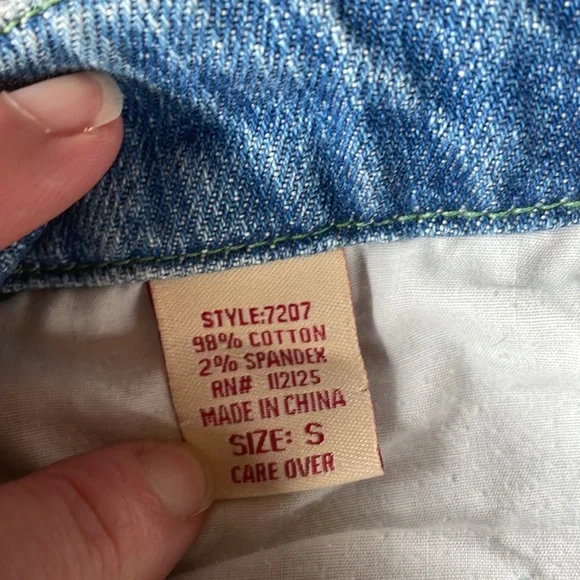 STYLE:7207
98% COTTON
2% SPANDEX
RN# 112125
MADE IN CHINA
SIZE: S
CARE OVER